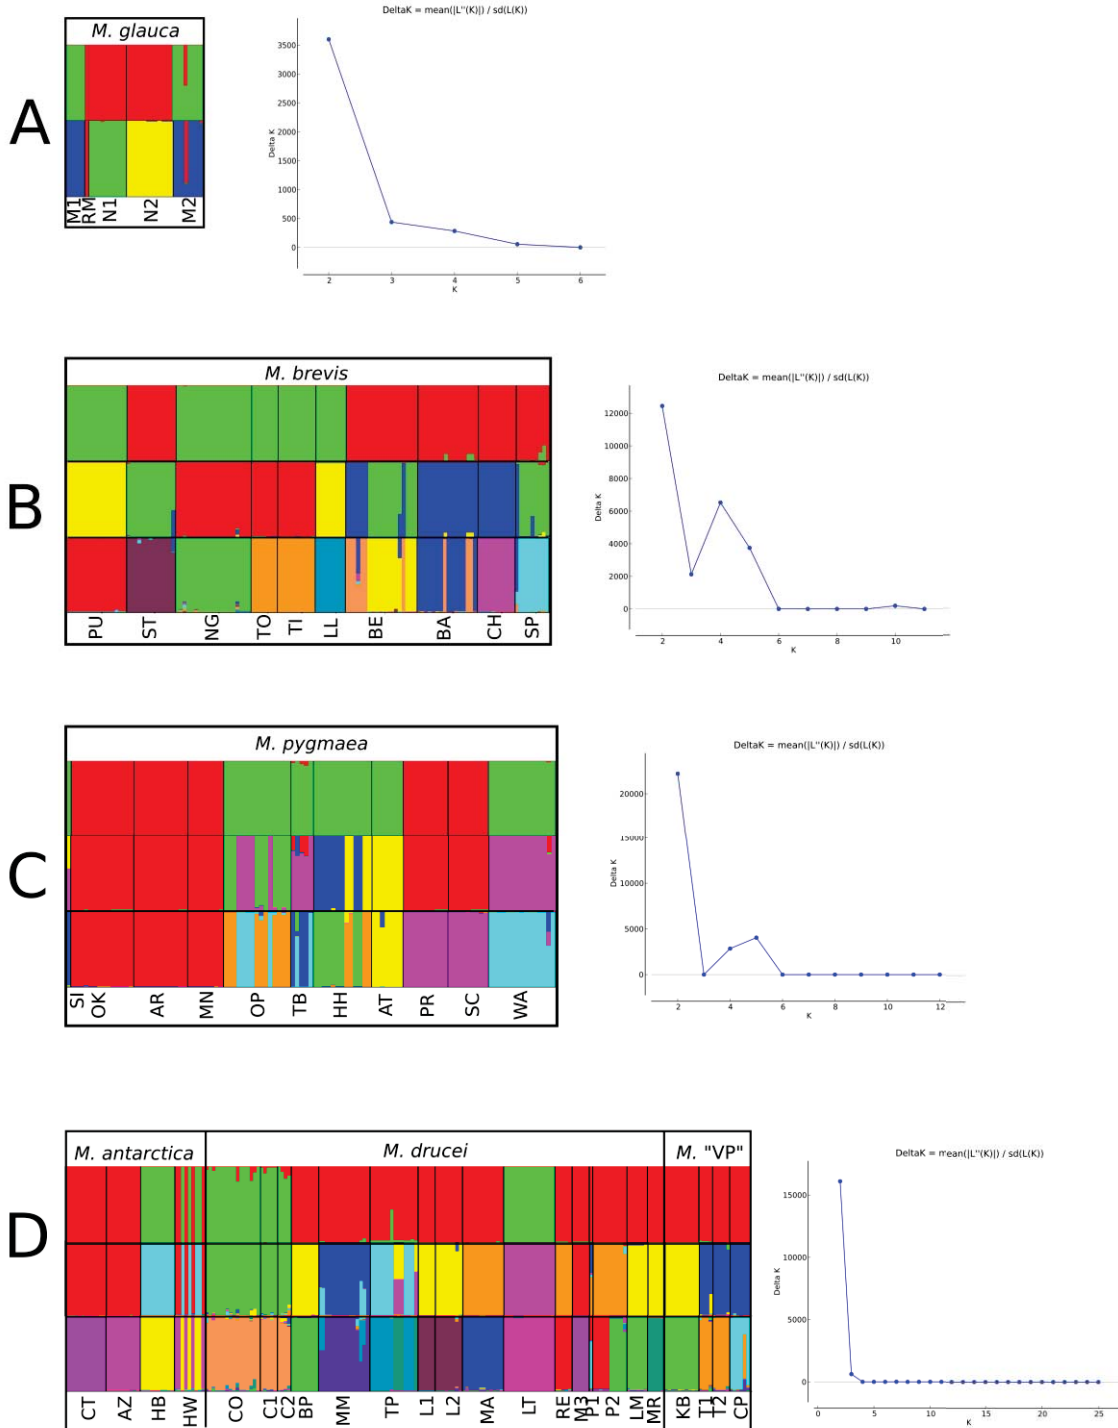 A
M. glauca
M1 RM N1 N2 M2
DeltaK = mean(|L''(K)|) / sd(L(K))
Delta K
3500
3000
2500
2000
1500
1000
500
0
2 3 4 5 6
K
B
M. brevis
PU ST NG TO TI LL BE BA CH SP
DeltaK = mean(|L''(K)|) / sd(L(K))
Delta K
12000
10000
8000
6000
4000
2000
0
2 4 6 8 10
K
C
M. pygmaea
SI OK AR MN OP TB HH AT PR SC WA
DeltaK = mean(|L''(K)|) / sd(L(K))
Delta K
20000
15000
10000
5000
0
2 4 6 8 10 12
K
D
M. antarctica M. drucei M. "VP"
CT AZ HB HW CO C1 C2 BP MM TP L1 L2 MA LT RE M3 P1 P2 LM MR KB T1 T2 CP
DeltaK = mean(|L''(K)|) / sd(L(K))
Delta K
15000
10000
5000
0
0 5 10 15 20 25
K